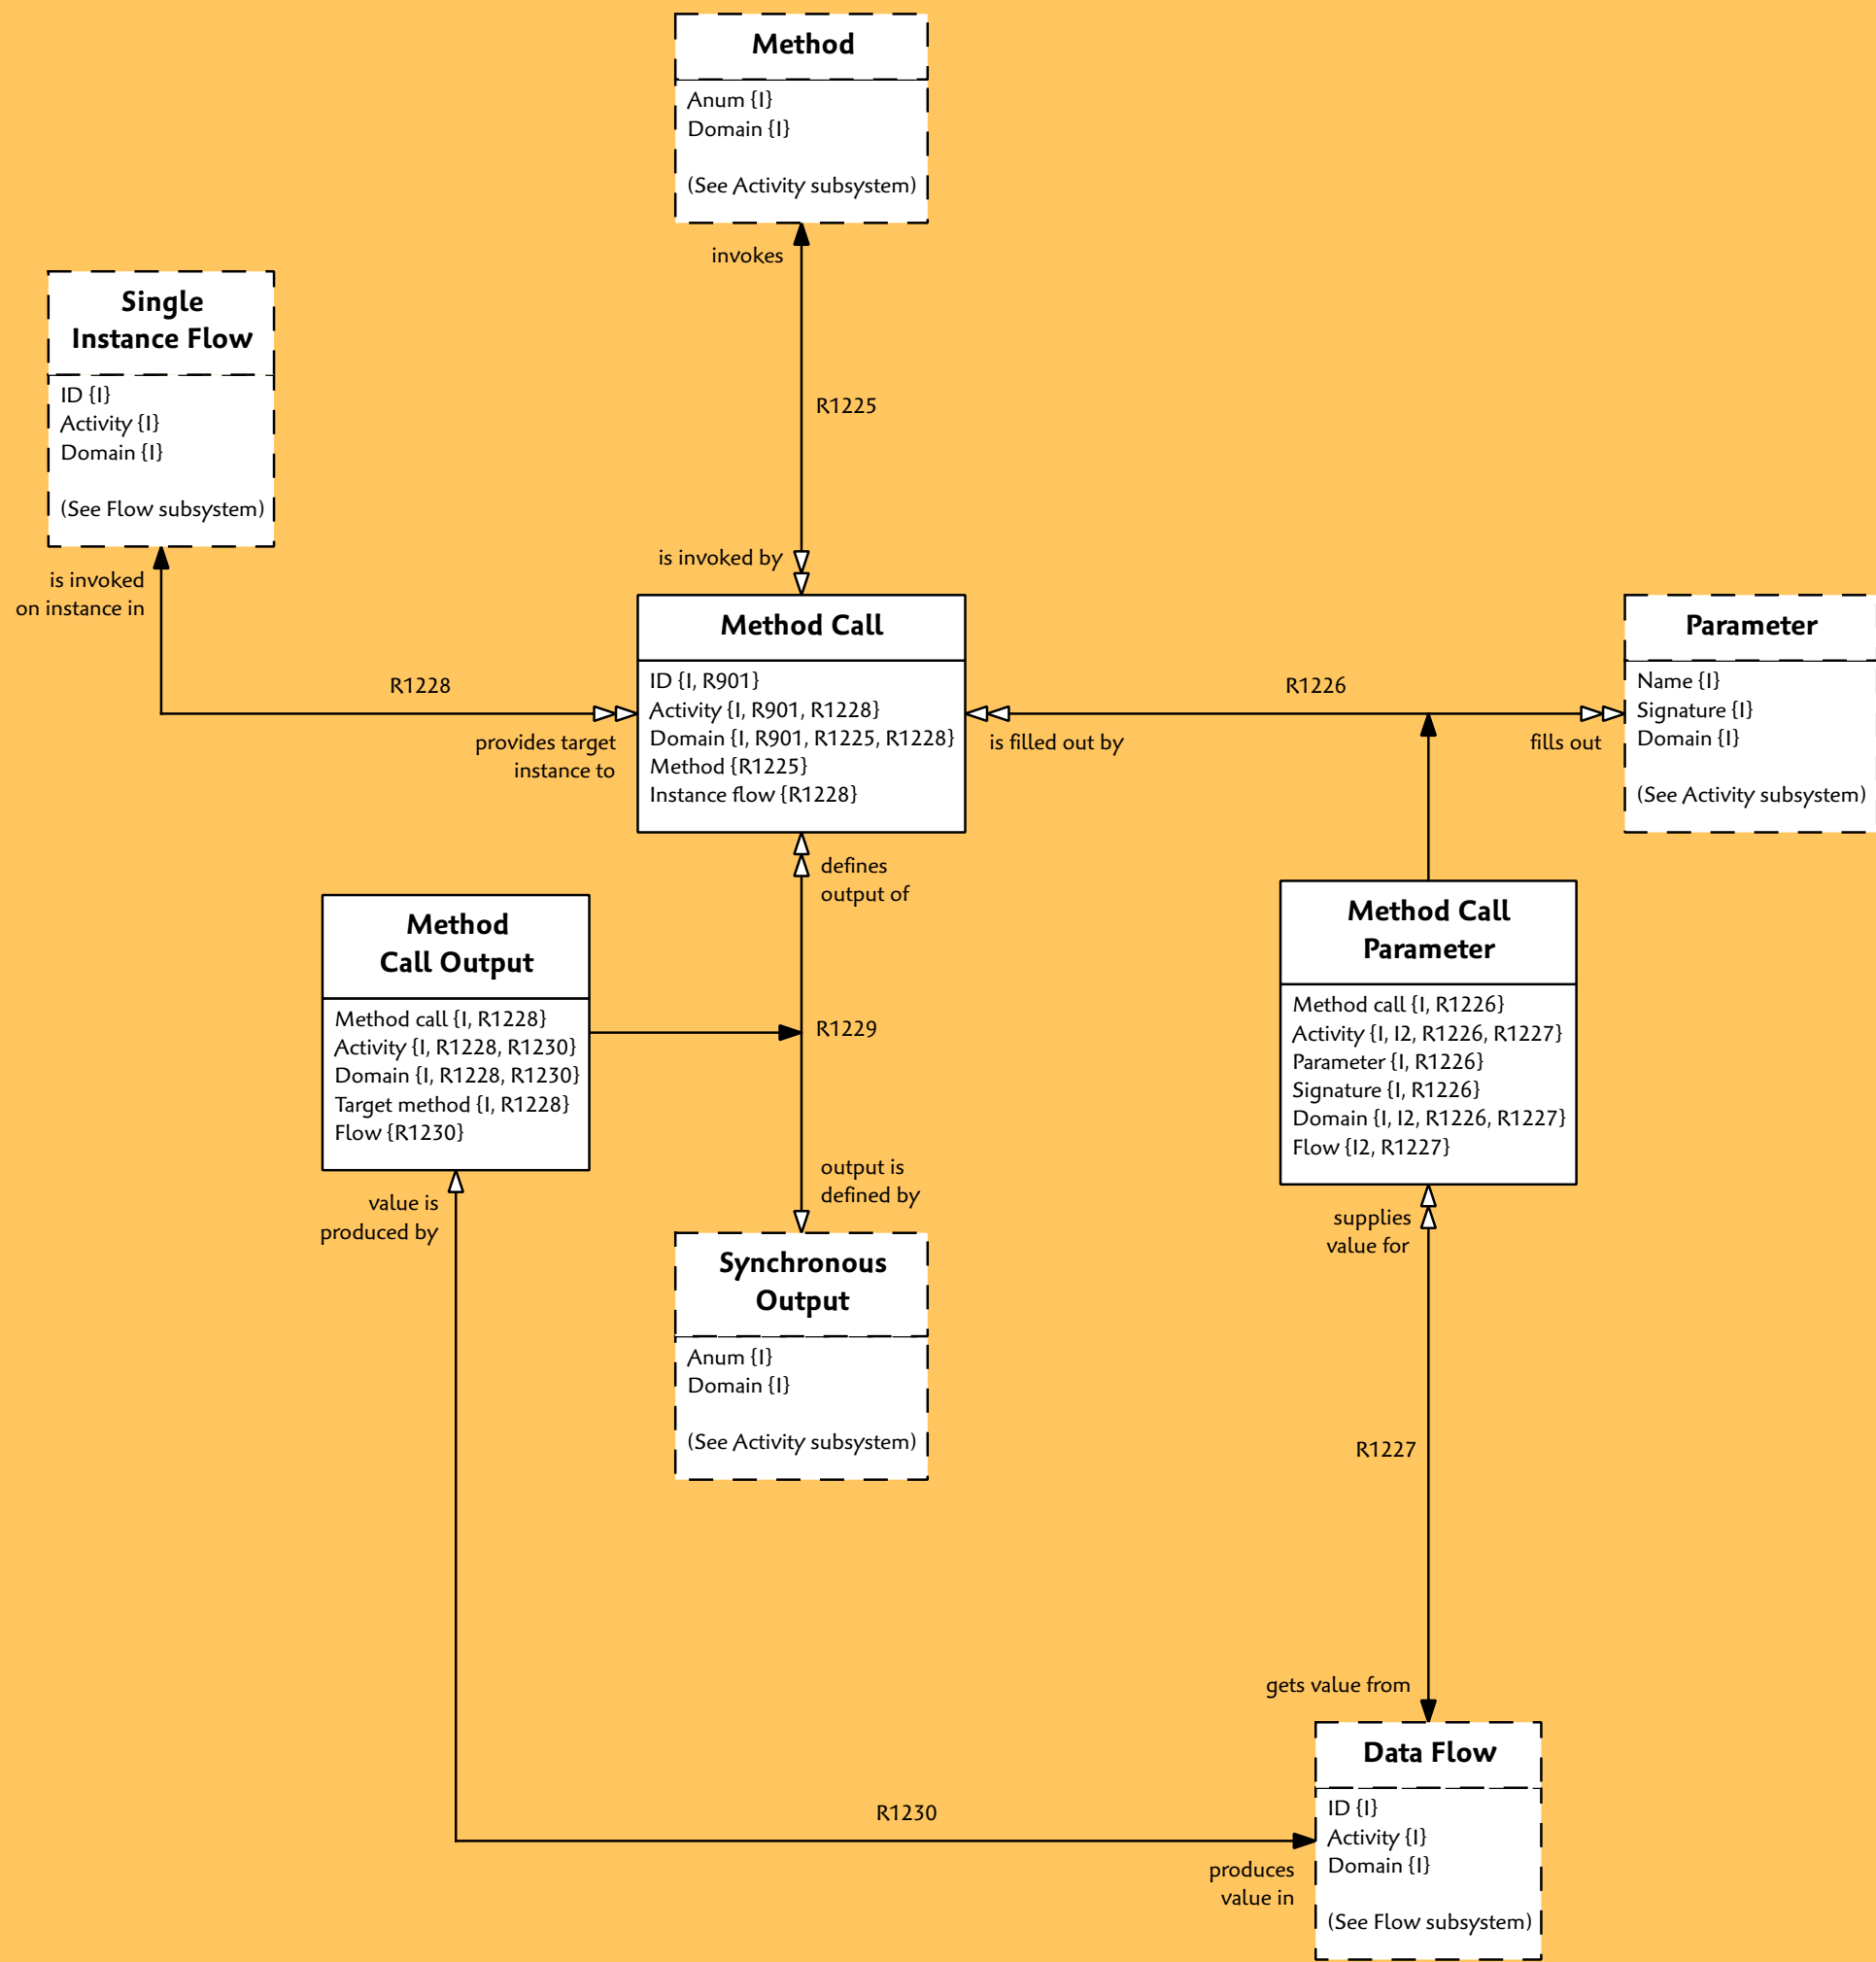 Method
Anum {I}
Domain {I}
(See Activity subsystem)
invokes
Single
Instance Flow
ID {I}
Activity {I}
Domain {I}
(See Flow subsystem)
is invoked
on instance in
R1225
is invoked by
R1228
provides target
instance to
Method Call
ID {I, R901}
Activity {I, R901, R1228}
Domain {I, R901, R1225, R1228}
Method {R1225}
Instance flow {R1228}
R1226
is filled out by
fills out
Parameter
Name {I}
Signature {I}
Domain {I}
(See Activity subsystem)
defines
output of
Method
Call Output
Method call {I, R1228}
Activity {I, R1228, R1230}
Domain {I, R1228, R1230}
Target method {I, R1228}
Flow {R1230}
R1229
Method Call
Parameter
Method call {I, R1226}
Activity {I, I2, R1226, R1227}
Parameter {I, R1226}
Signature {I, R1226}
Domain {I, I2, R1226, R1227}
Flow {I2, R1227}
output is
defined by
value is
produced by
supplies
value for
Synchronous
Output
Anum {I}
Domain {I}
(See Activity subsystem)
R1227
gets value from
Data Flow
ID {I}
Activity {I}
Domain {I}
(See Flow subsystem)
R1230
produces
value in